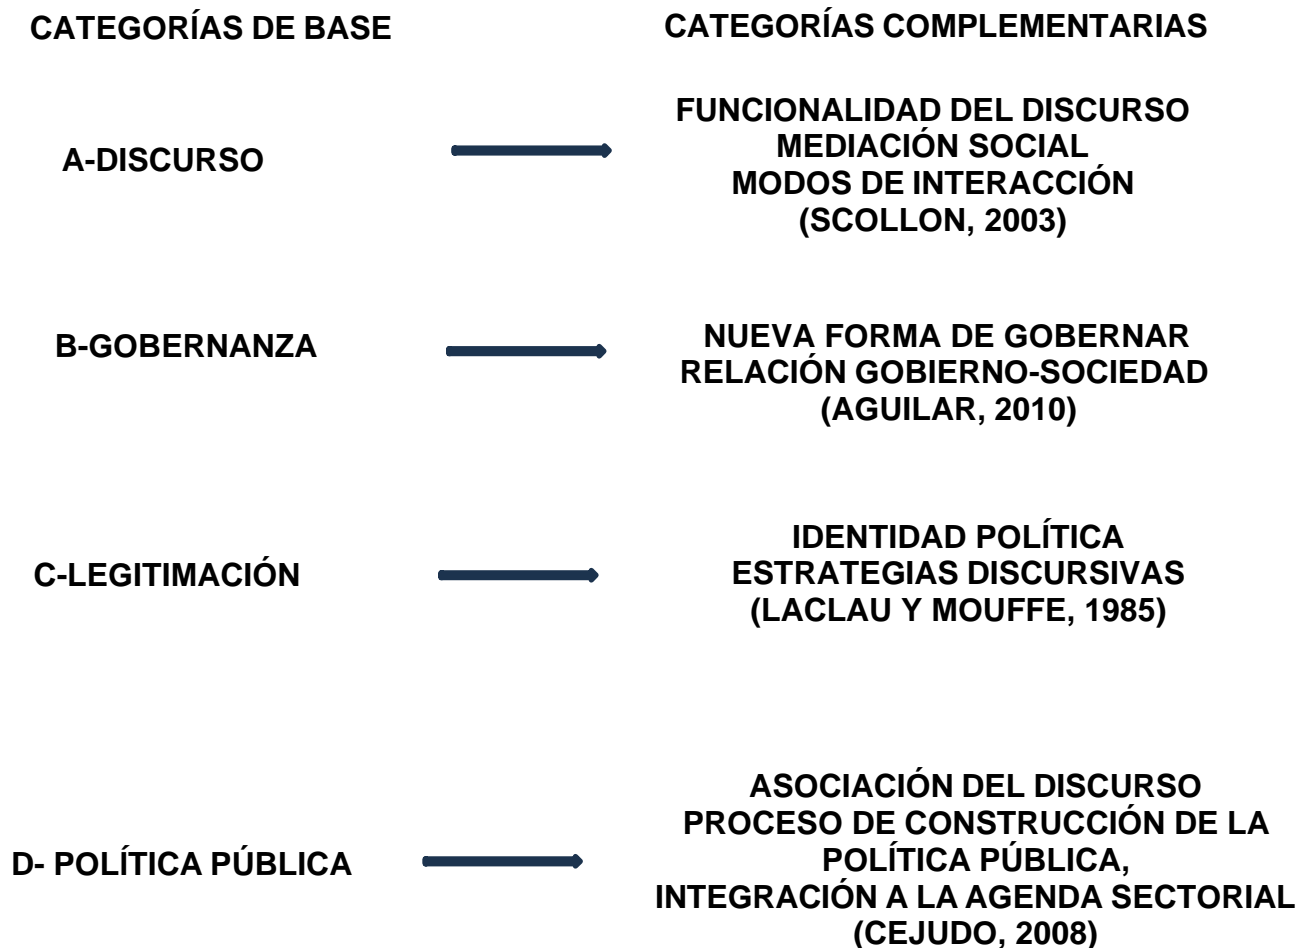 CATEGORÍAS DE BASE
CATEGORÍAS COMPLEMENTARIAS
A-DISCURSO
FUNCIONALIDAD DEL DISCURSO
MEDIACIÓN SOCIAL
MODOS DE INTERACCIÓN
(SCOLLON, 2003)
B-GOBERNANZA
NUEVA FORMA DE GOBERNAR
RELACIÓN GOBIERNO-SOCIEDAD
(AGUILAR, 2010)
C-LEGITIMACIÓN
IDENTIDAD POLÍTICA
ESTRATEGIAS DISCURSIVAS
(LACLAU Y MOUFFE, 1985)
D- POLÍTICA PÚBLICA
ASOCIACIÓN DEL DISCURSO
PROCESO DE CONSTRUCCIÓN DE LA
POLÍTICA PÚBLICA,
INTEGRACIÓN A LA AGENDA SECTORIAL
(CEJUDO, 2008)